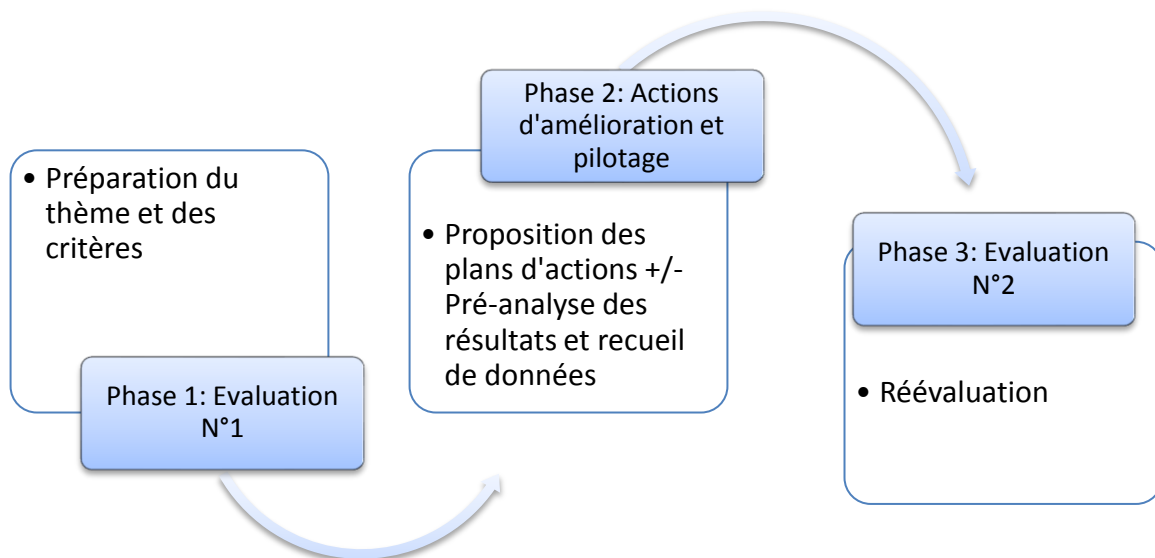 • Préparation du
thème et des
critères
Phase 1: Evaluation
N°1
Phase 2: Actions
d'amélioration et
pilotage
• Proposition des
plans d'actions +/-
Pré-analyse des
résultats et recueil
de données
Phase 3: Evaluation
N°2
• Réévaluation